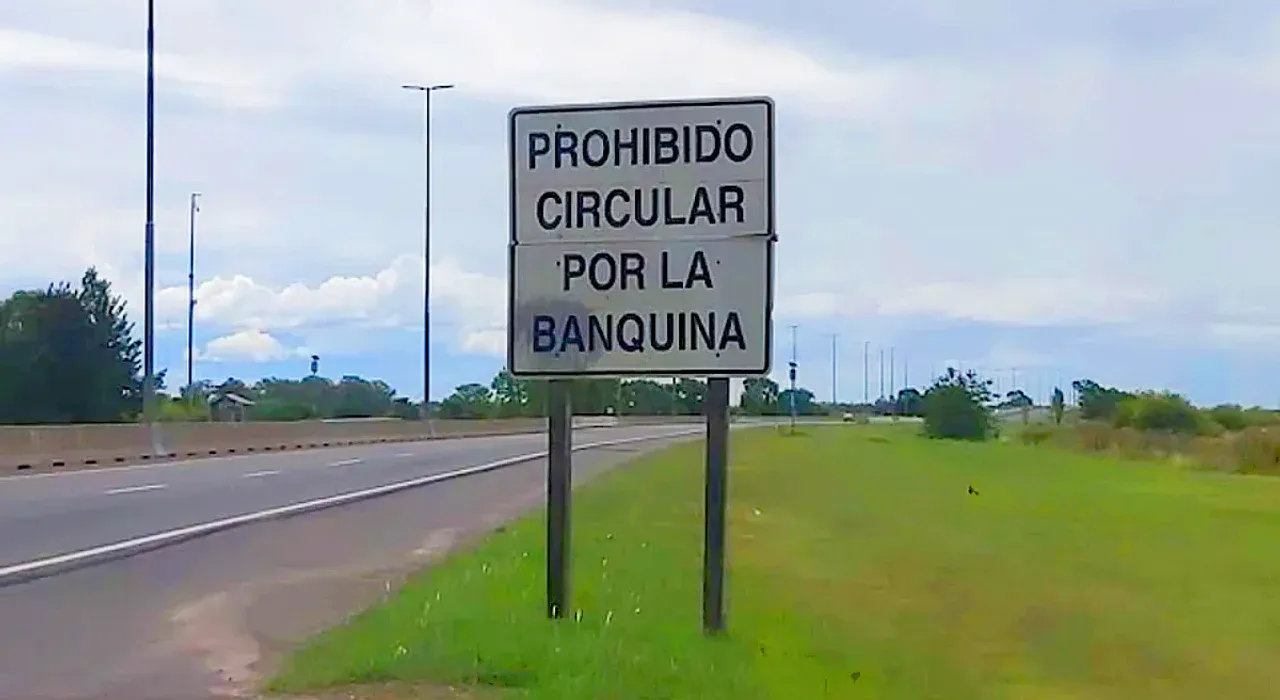 PROHIBIDO
CIRCULAR
POR LA
BANQUINA